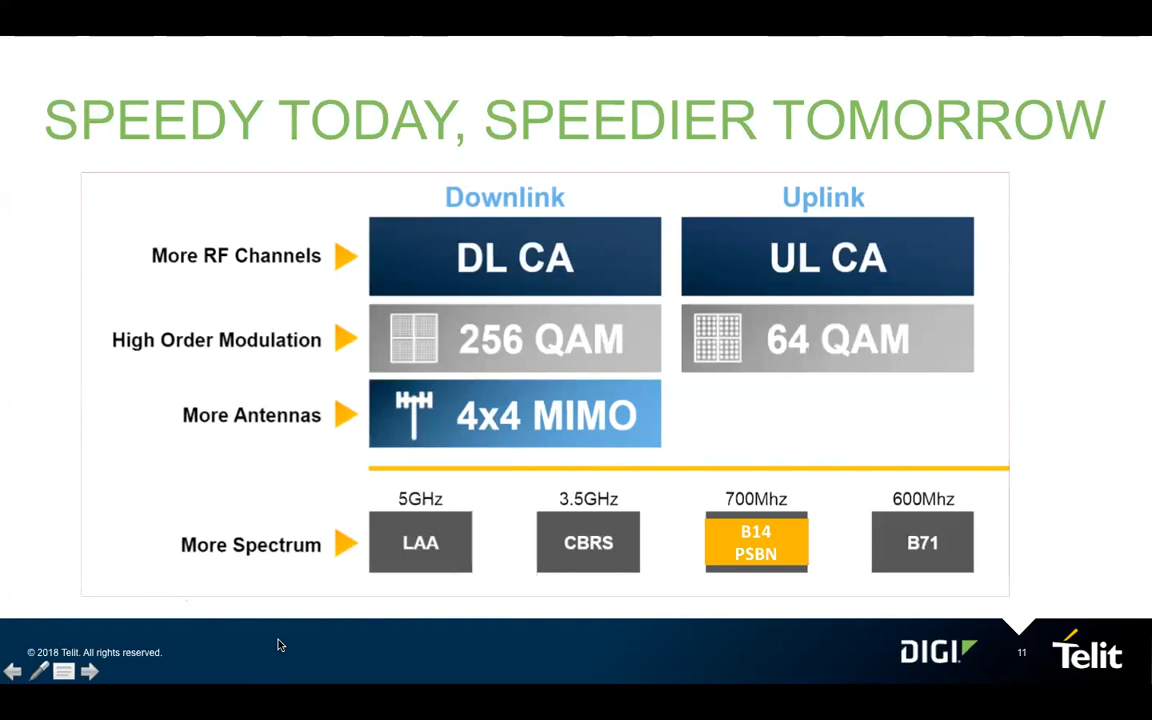 SPEEDY TODAY, SPEEDIER TOMORROW
Downlink
Uplink
More RF Channels
DL CA
UL CA
High Order Modulation
256 QAM
64 QAM
More Antennas
4x4 MIMO
5GHz
3.5GHz
700Mhz
600Mhz
More Spectrum
LAA
CBRS
B14
PSBN
B71
© 2018 Telit. All rights reserved.
DIGI
11
Telit